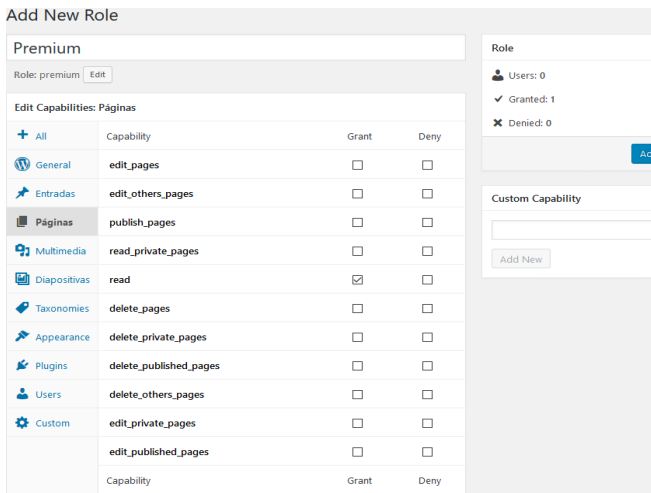 Add New Role
Premium
Role: premium Edit
Edit Capabilities: Páginas
All
General
Entradas
Páginas
Multimedia
Diapositivas
Taxonomies
Appearance
Plugins
Users
Custom
Capability Grant Deny
edit_pages
edit_others_pages
publish_pages
read_private_pages
read
delete_pages
delete_private_pages
delete_published_pages
delete_others_pages
edit_private_pages
edit_published_pages
Capability Grant Deny
Role
Users: 0
Granted: 1
Denied: 0
Custom Capability
Add New